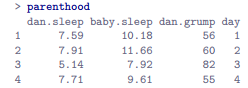 > parenthood
dan.sleep baby.sleep dan.grump day
1 7.59 10.18 56 1
2 7.91 11.66 60 2
3 5.14 7.92 82 3
4 7.71 9.61 55 4